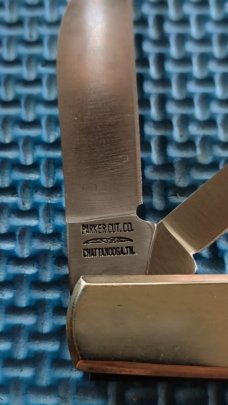 PARKER CUT. CO.
CHATTANOOGA, TN.